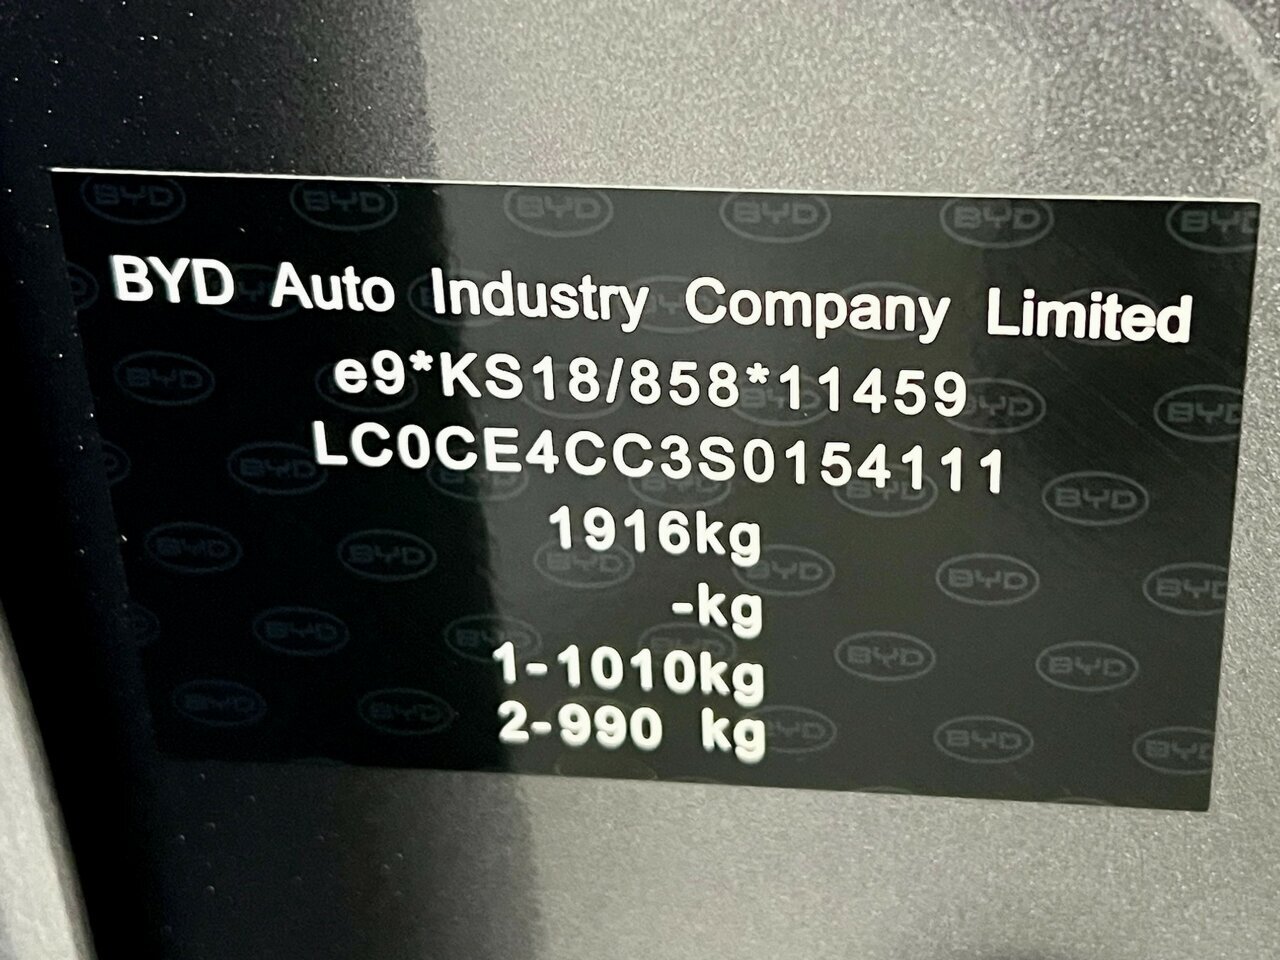 BYD Auto Industry Company Limited
e9*KS18/858*11459
LC0CE4CC3S0154111
1916kg
-kg
1-1010kg
2-990 kg